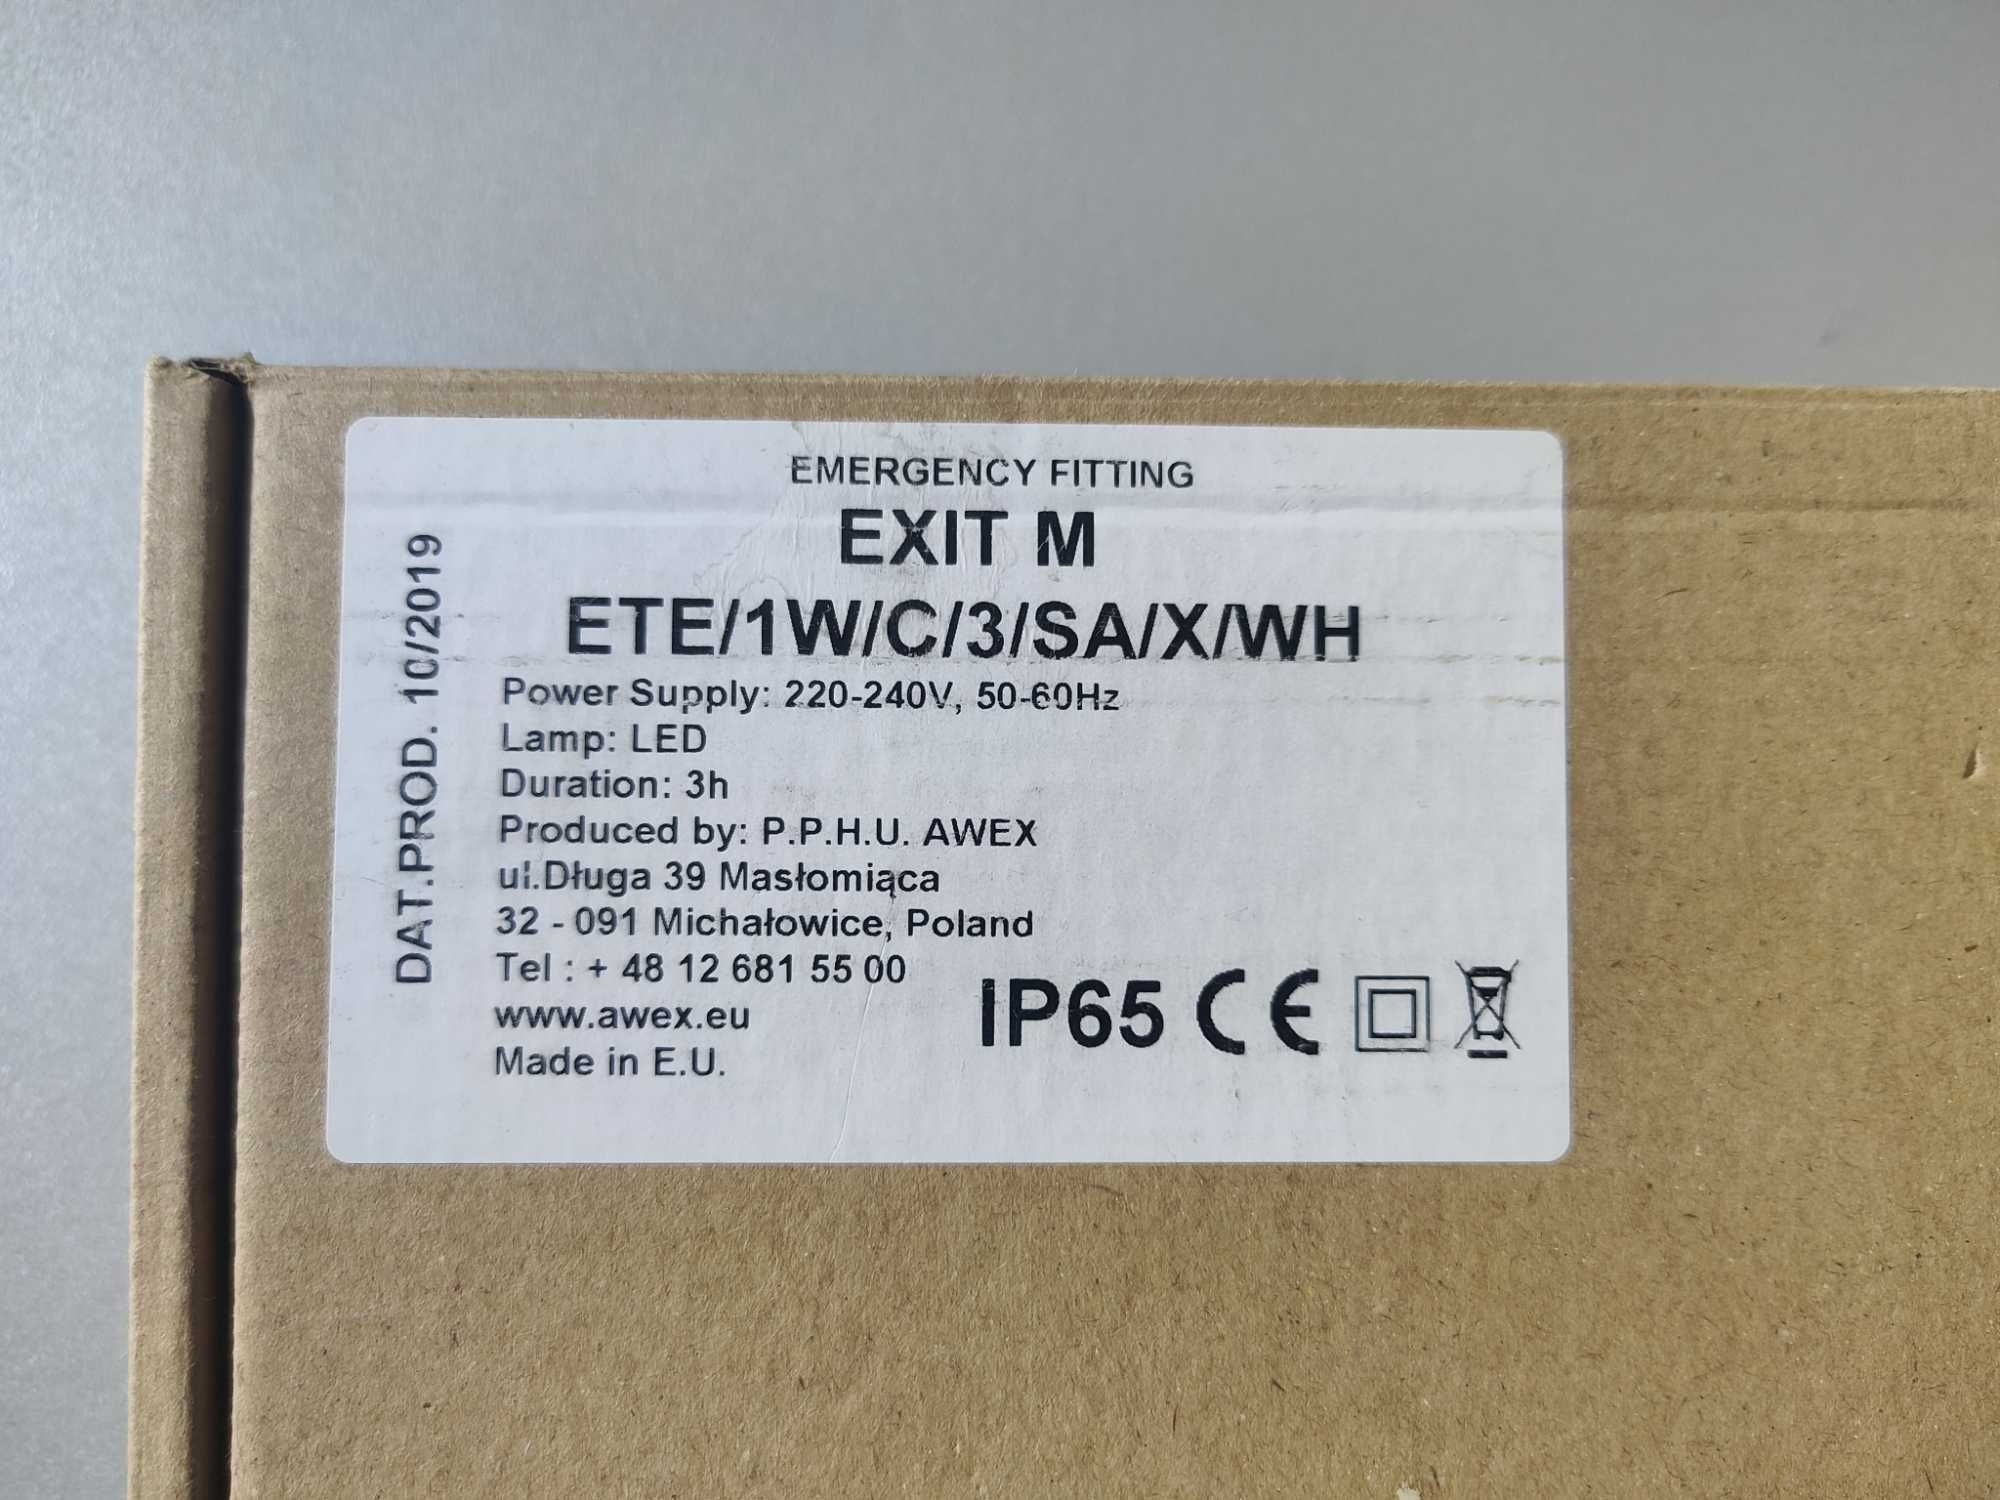 EMERGENCY FITTING
EXIT M
ETE/1W/C/3/SA/X/WH
Power Supply: 220-240V, 50-60Hz
Lamp: LED
Duration: 3h
Produced by: P.P.H.U. AWEX
ul.Długa 39 Masłomiąca
32 - 091 Michałowice, Poland
Tel : + 48 12 681 55 00
www.awex.eu
Made in E.U.
IP65 CE
DAT.PROD. 10/2019